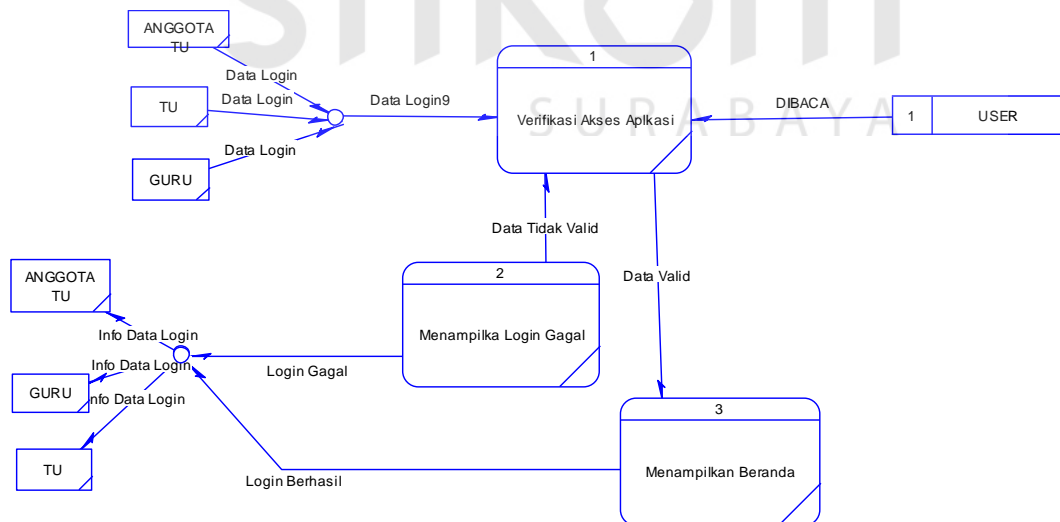 ANGGOTA
TU
Data Login
TU
Data Login
Data Login9
GURU
Data Login
1
Verifikasi Akses Aplkasi
DIBACA
1
USER
SURABAYA
Data Tidak Valid
Data Valid
2
Menampilka Login Gagal
ANGGOTA
TU
Info Data Login
Info Data Login
GURU
nfo Data Login
TU
Login Gagal
3
Menampilkan Beranda
Login Berhasil